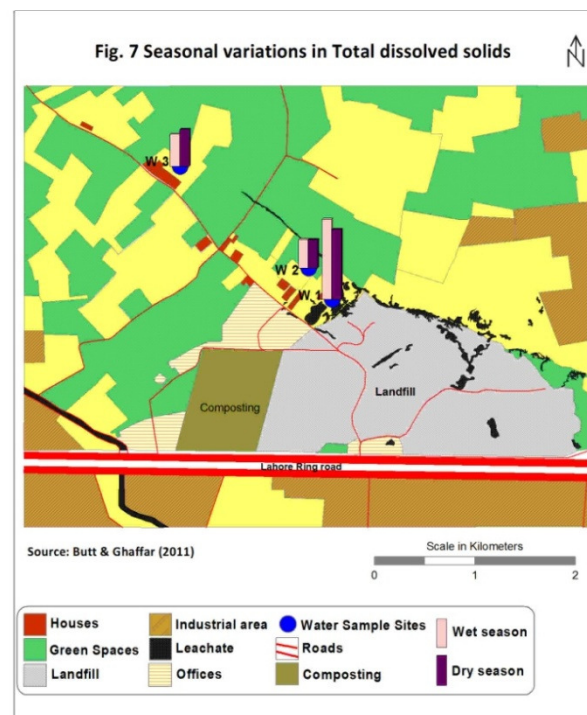 Fig. 7 Seasonal variations in Total dissolved solids
N
W 3
W 2
W 1
Composting
Landfill
Lahore Ring road
Source: Butt & Ghaffar (2011)
Scale in Kilometers
0 1 2
Houses Industrial area Water Sample Sites Wet season
Green Spaces Leachate Roads
Landfill Offices Composting Dry season